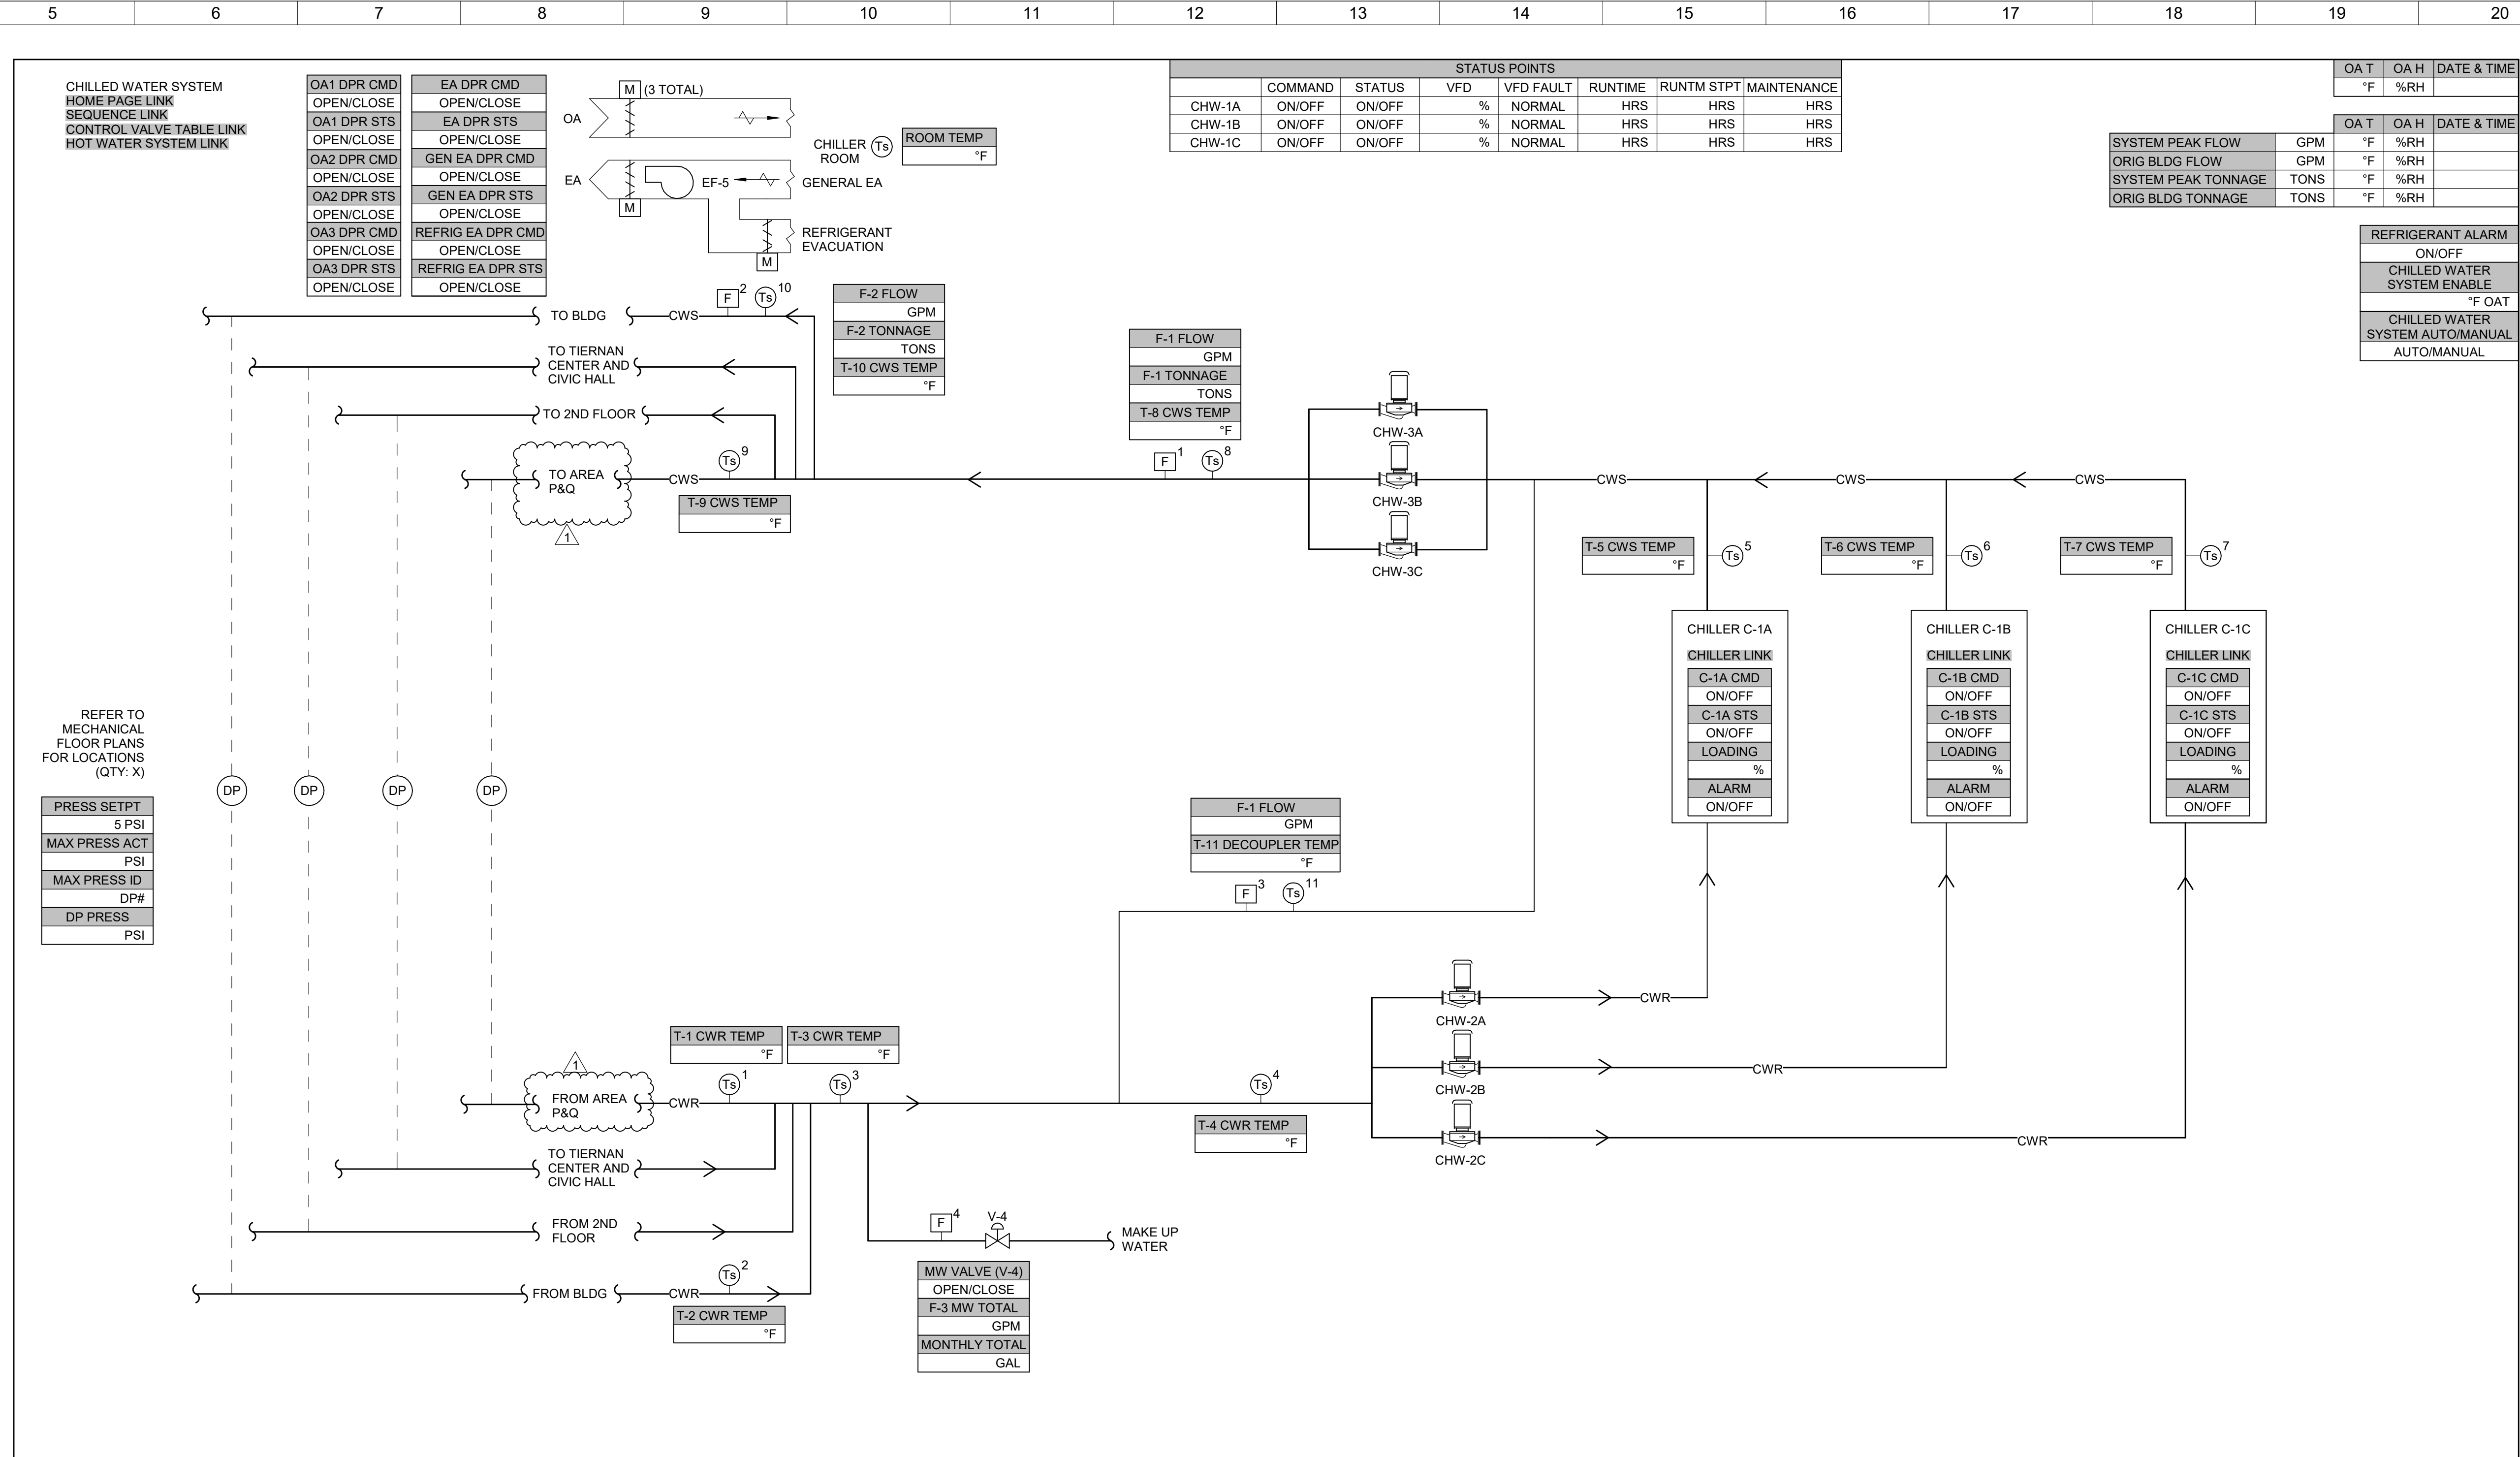 5 6 7 8 9 10 11 12 13 14 15 16 17 18 19 20
CHILLED WATER SYSTEM
HOME PAGE LINK
SEQUENCE LINK
CONTROL VALVE TABLE LINK
HOT WATER SYSTEM LINK
OA1 DPR CMD
OPEN/CLOSE
OA1 DPR STS
OPEN/CLOSE
OA2 DPR CMD
OPEN/CLOSE
OA2 DPR STS
OPEN/CLOSE
OA3 DPR CMD
OPEN/CLOSE
OA3 DPR STS
OPEN/CLOSE
EA DPR CMD
OPEN/CLOSE
EA DPR STS
OPEN/CLOSE
GEN EA DPR CMD
OPEN/CLOSE
GEN EA DPR STS
OPEN/CLOSE
REFRIG EA DPR CMD
OPEN/CLOSE
REFRIG EA DPR STS
OPEN/CLOSE
M (3 TOTAL)
OA
EA
EF-5
GENERAL EA
M
REFRIGERANT
EVACUATION
M
CHILLER
ROOM
Ts
ROOM TEMP
°F
STATUS POINTS
COMMAND STATUS VFD VFD FAULT RUNTIME RUNTM STPT MAINTENANCE
CHW-1A ON/OFF ON/OFF % NORMAL HRS HRS HRS
CHW-1B ON/OFF ON/OFF % NORMAL HRS HRS HRS
CHW-1C ON/OFF ON/OFF % NORMAL HRS HRS HRS
OA T OA H DATE & TIME
°F %RH
OA T OA H DATE & TIME
SYSTEM PEAK FLOW GPM °F %RH
ORIG BLDG FLOW GPM °F %RH
SYSTEM PEAK TONNAGE TONS °F %RH
ORIG BLDG TONNAGE TONS °F %RH
REFRIGERANT ALARM
ON/OFF
CHILLED WATER
SYSTEM ENABLE
°F OAT
CHILLED WATER
SYSTEM AUTO/MANUAL
AUTO/MANUAL
TO BLDG
CWS
F 2
Ts 10
F-2 FLOW
GPM
F-2 TONNAGE
TONS
T-10 CWS TEMP
°F
TO TIERNAN
CENTER AND
CIVIC HALL
TO 2ND FLOOR
TO AREA
P&Q
1
CWS
Ts 9
T-9 CWS TEMP
°F
F-1 FLOW
GPM
F-1 TONNAGE
TONS
T-8 CWS TEMP
°F
F 1
Ts 8
CHW-3A
CHW-3B
CHW-3C
CWS
CWS
CWS
T-5 CWS TEMP
°F
Ts 5
T-6 CWS TEMP
°F
Ts 6
T-7 CWS TEMP
°F
Ts 7
CHILLER C-1A
CHILLER LINK
C-1A CMD
ON/OFF
C-1A STS
ON/OFF
LOADING
%
ALARM
ON/OFF
CHILLER C-1B
CHILLER LINK
C-1B CMD
ON/OFF
C-1B STS
ON/OFF
LOADING
%
ALARM
ON/OFF
CHILLER C-1C
CHILLER LINK
C-1C CMD
ON/OFF
C-1C STS
ON/OFF
LOADING
%
ALARM
ON/OFF
REFER TO
MECHANICAL
FLOOR PLANS
FOR LOCATIONS
(QTY: X)
DP
DP
DP
DP
PRESS SETPT
5 PSI
MAX PRESS ACT
PSI
MAX PRESS ID
DP#
DP PRESS
PSI
F-1 FLOW
GPM
T-11 DECOUPLER TEMP
°F
F 3
Ts 11
CHW-2A
CWR
CHW-2B
CWR
CHW-2C
CWR
T-1 CWR TEMP
°F
T-3 CWR TEMP
°F
1
FROM AREA
P&Q
CWR
Ts 1
Ts 3
Ts 4
T-4 CWR TEMP
°F
TO TIERNAN
CENTER AND
CIVIC HALL
FROM 2ND
FLOOR
FROM BLDG
CWR
Ts 2
T-2 CWR TEMP
°F
F 4
V-4
MAKE UP
WATER
MW VALVE (V-4)
OPEN/CLOSE
F-3 MW TOTAL
GPM
MONTHLY TOTAL
GAL